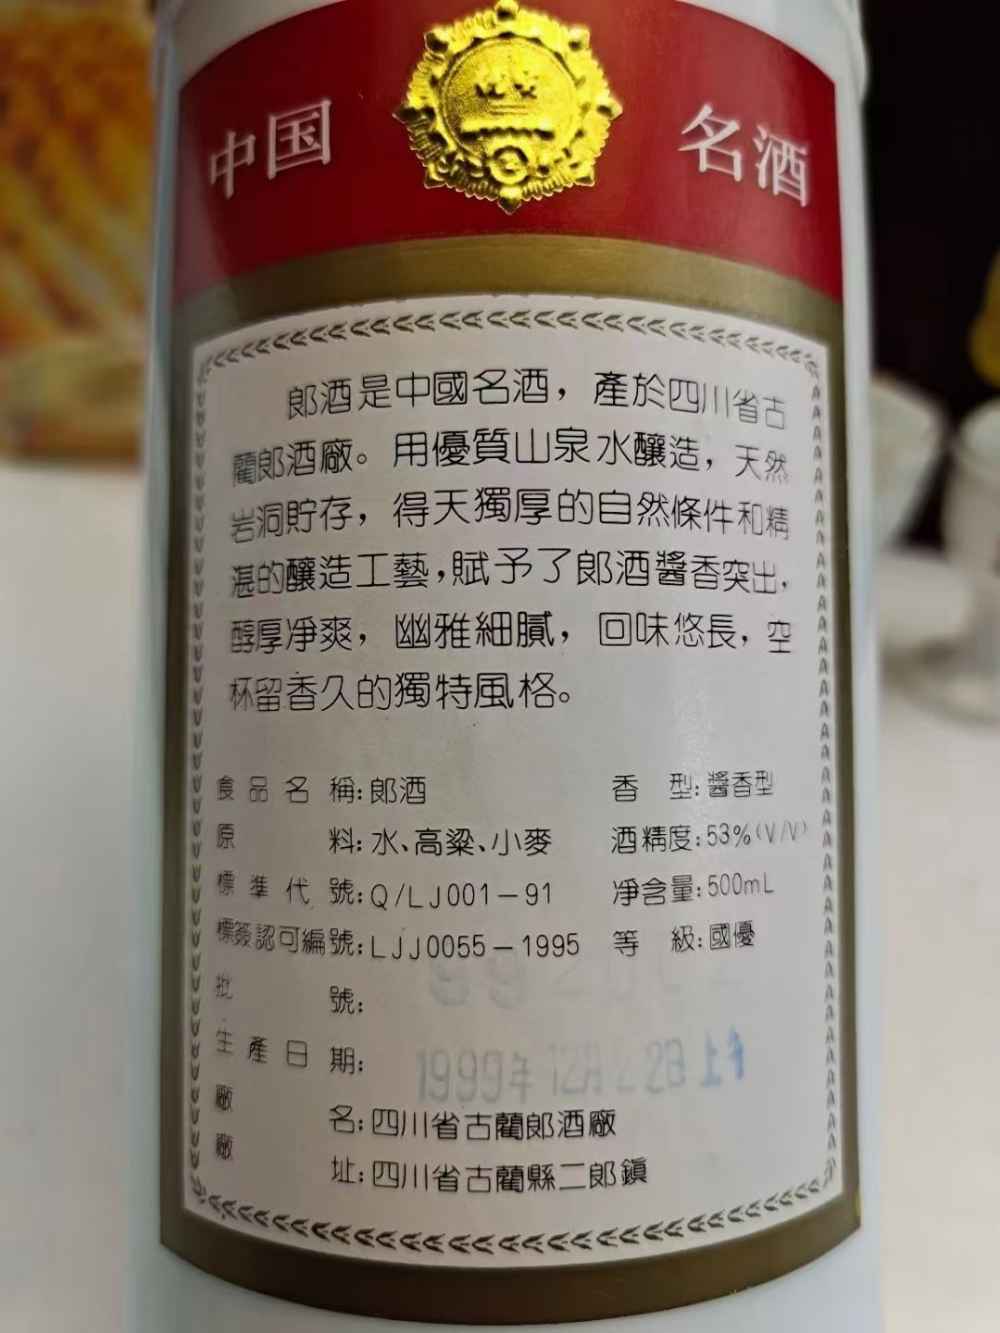 中国 名酒
郎酒是中國名酒，產於四川省古
藺郎酒廠。用優質山泉水釀造，天然
岩洞貯存，得天獨厚的自然條件和精
湛的釀造工藝，賦予了郎酒醬香突出，
醇厚凈爽，幽雅細膩，回味悠長，空
杯留香久的獨特風格。
食品名稱：郎酒 香型：醬香型
原料：水、高粱、小麥 酒精度：53%(V/V)
標準代號：Q/LJ001－91 凈含量：500mL
標簽認可編號：LJJ0055－1995 等級：國優
批號：
生產日期：1999年12月 2日上午
廠名：四川省古藺郎酒廠
廠址：四川省古藺縣二郎鎮